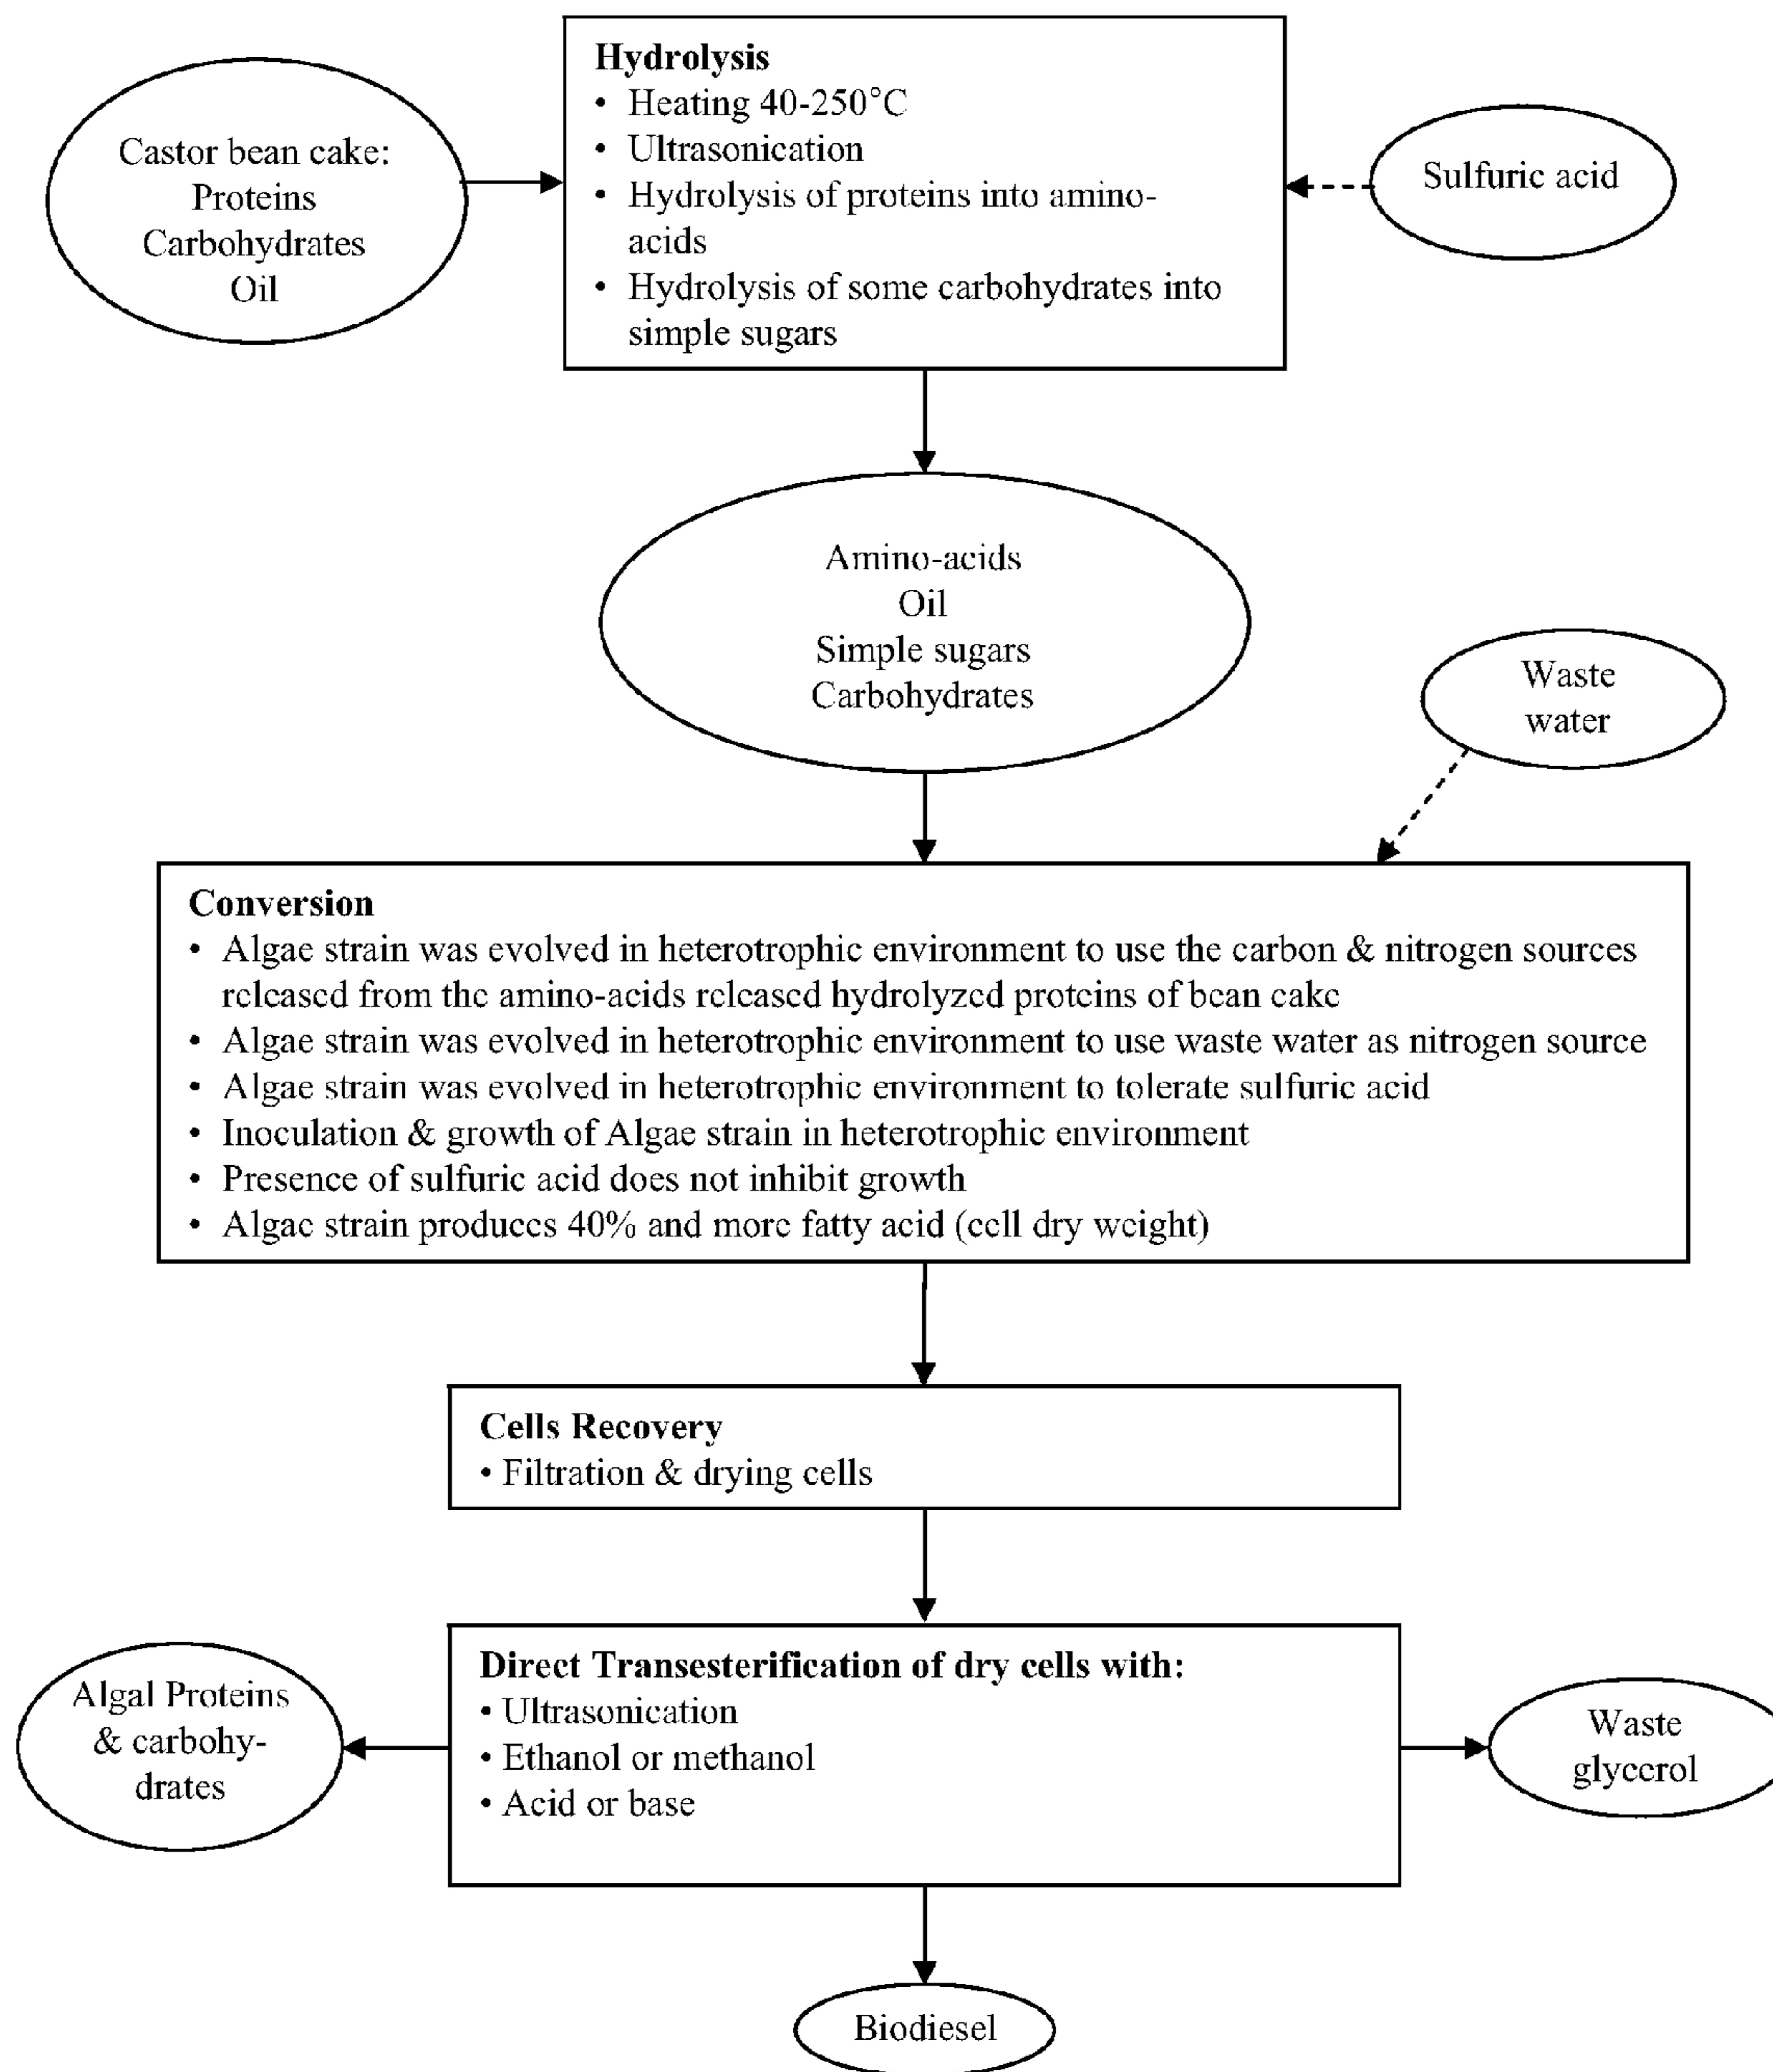 Hydrolysis
• Heating 40-250°C
• Ultrasonication
• Hydrolysis of proteins into amino-
acids
• Hydrolysis of some carbohydrates into
simple sugars
Castor bean cake:
Proteins
Carbohydrates
Oil
Sulfuric acid
Amino-acids
Oil
Simple sugars
Carbohydrates
Waste
water
Conversion
• Algae strain was evolved in heterotrophic environment to use the carbon & nitrogen sources
released from the amino-acids released hydrolyzed proteins of bean cake
• Algae strain was evolved in heterotrophic environment to use waste water as nitrogen source
• Algae strain was evolved in heterotrophic environment to tolerate sulfuric acid
• Inoculation & growth of Algae strain in heterotrophic environment
• Presence of sulfuric acid does not inhibit growth
• Algae strain produces 40% and more fatty acid (cell dry weight)
Cells Recovery
• Filtration & drying cells
Direct Transesterification of dry cells with:
• Ultrasonication
• Ethanol or methanol
• Acid or base
Algal Proteins
& carbohy-
drates
Waste
glycerol
Biodiesel